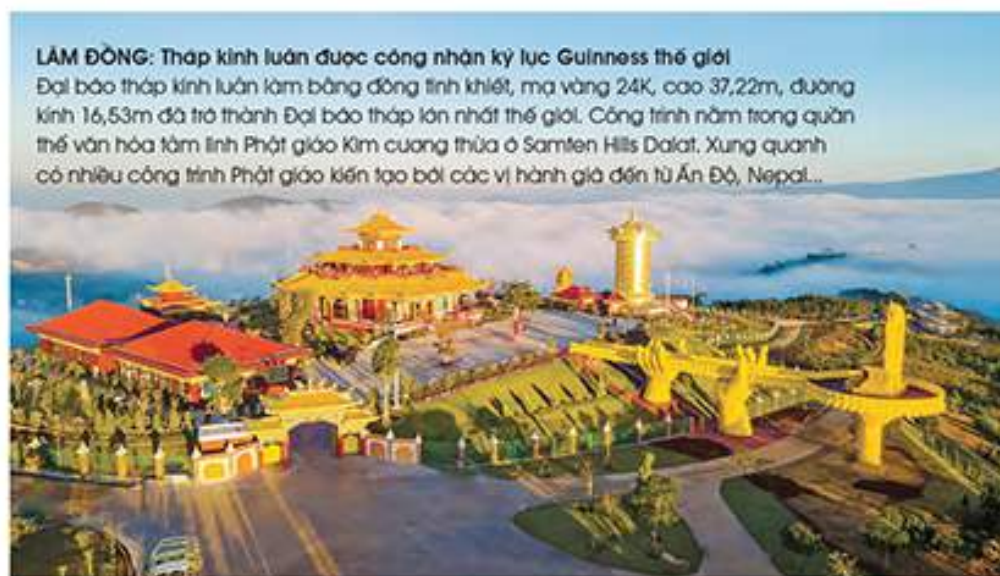 LÂM ĐỒNG: Tháp kinh luân được công nhận kỷ lục Guinness thế giới
Đại bảo tháp kinh luân làm bằng đồng tinh khiết, mạ vàng 24K, cao 37,22m, đường
kính 16,53m đã trở thành Đại bảo tháp lớn nhất thế giới. Công trình nằm trong quần
thể văn hóa tâm linh Phật giáo Kim cương thừa ở Samten Hills Dalat. Xung quanh
có nhiều công trình Phật giáo kiến tạo bởi các vị hành giả đến từ Ấn Độ, Nepal...